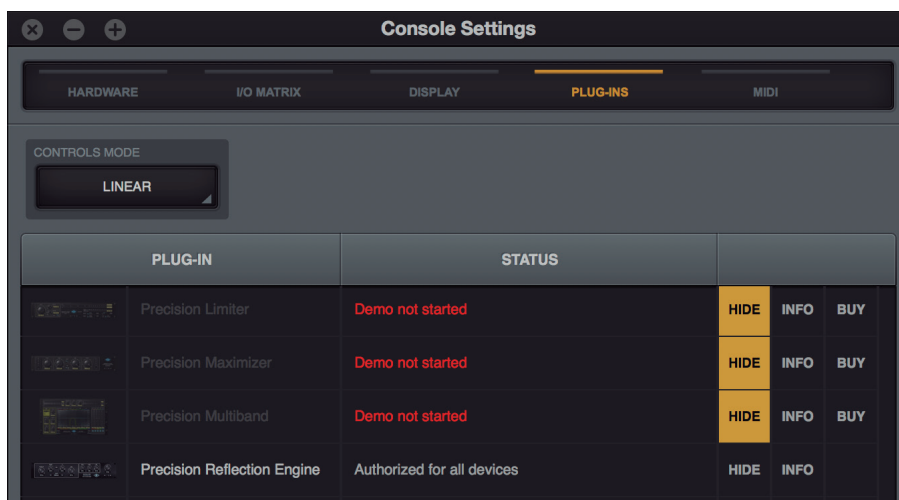 Console Settings
HARDWARE I/O MATRIX DISPLAY PLUG-INS MIDI
CONTROLS MODE
LINEAR
PLUG-IN STATUS
Precision Limiter Demo not started HIDE INFO BUY
Precision Maximizer Demo not started HIDE INFO BUY
Precision Multiband Demo not started HIDE INFO BUY
Precision Reflection Engine Authorized for all devices HIDE INFO